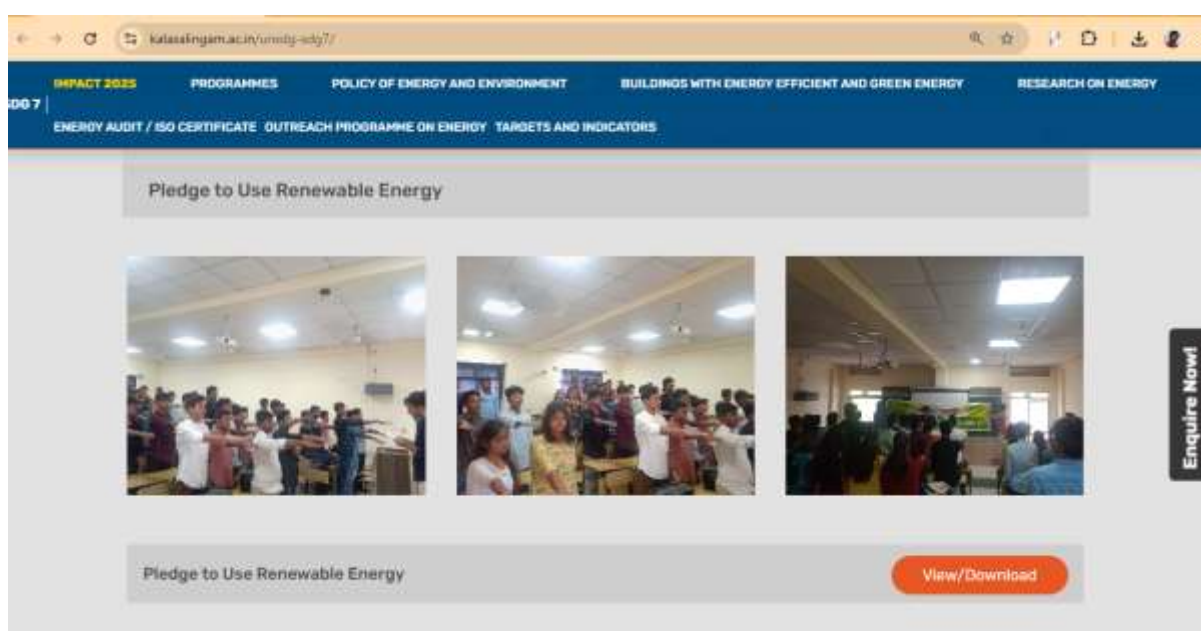 kalasalingam.ac.in/unsdg-sdg7/
IMPACT 2025 PROGRAMMES POLICY OF ENERGY AND ENVIRONMENT BUILDINGS WITH ENERGY EFFICIENT AND GREEN ENERGY RESEARCH ON ENERGY
SDG 7 |
ENERGY AUDIT / ISO CERTIFICATE OUTREACH PROGRAMME ON ENERGY TARGETS AND INDICATORS
Pledge to Use Renewable Energy
Enquire Now!
Pledge to Use Renewable Energy View/Download